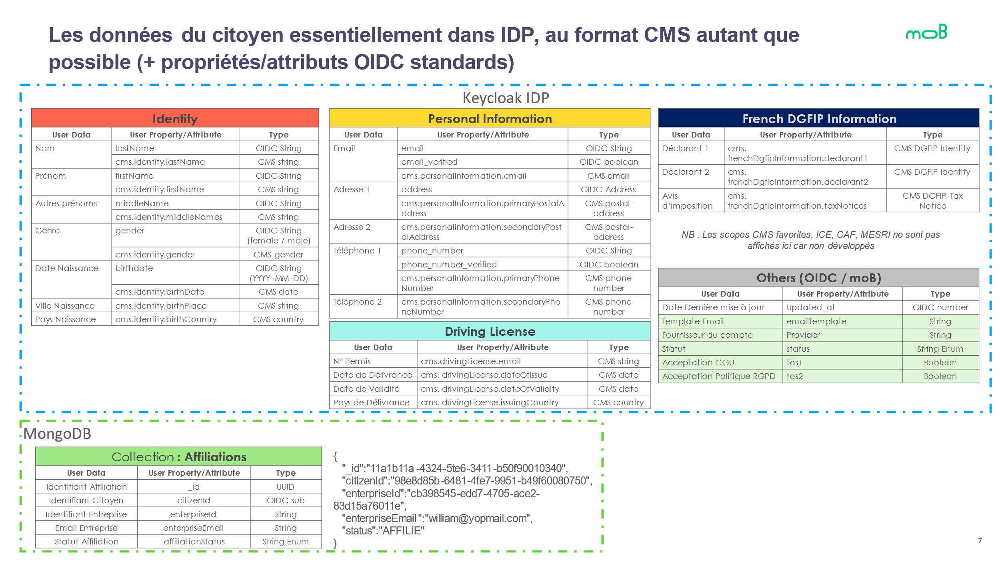 Les données du citoyen essentiellement dans IDP, au format CMS autant que
possible (+ propriétés/attributs OIDC standards)
moB
Keycloak IDP
Identity
User Data User Property/Attribute Type
Nom lastName OIDC String
cms.identity.lastName CMS string
Prénom firstName OIDC String
cms.identity.firstName CMS string
Autres prénoms middleName OIDC String
cms.identity.middleNames CMS string
Genre gender OIDC String
(female / male)
cms.identity.gender CMS gender
Date Naissance birthdate OIDC String
(YYYY-MM-DD)
cms.identity.birthDate CMS date
Ville Naissance cms.identity.birthPlace CMS string
Pays Naissance cms.identity.birthCountry CMS country
Personal Information
User Data User Property/Attribute Type
Email email OIDC String
email_verified OIDC boolean
cms.personalInformation.email CMS email
Adresse 1 address OIDC Address
cms.personalInformation.primaryPostalA CMS postal-
ddress address
Adresse 2 cms.personalInformation.secondaryPost CMS postal-
alAddress address
Téléphone 1 phone_number OIDC String
phone_number_verified OIDC boolean
cms.personalInformation.primaryPhone CMS phone
Number number
Téléphone 2 cms.personalInformation.secondaryPho CMS phone
neNumber number
Driving License
User Data User Property/Attribute Type
N° Permis cms.drivingLicense.email CMS string
Date de Délivrance cms. drivingLicense.dateOfIssue CMS date
Date de Validité cms. drivingLicense.dateOfValidity CMS date
Pays de Délivrance cms. drivingLicense.issuingCountry CMS country
French DGFIP Information
User Data User Property/Attribute Type
Déclarant 1 cms. CMS DGFIP Identity
frenchDgfipInformation.declarant1
Déclarant 2 cms. CMS DGFIP Identity
frenchDgfipInformation.declarant2
Avis cms. CMS DGFIP Tax
d’imposition frenchDgfipInformation.taxNotices Notice
NB : Les scopes CMS favorites, ICE, CAF, MESRI ne sont pas
affichés ici car non développés
Others (OIDC / moB)
User Data User Property/Attribute Type
Date Dernière mise à jour Updated_at OIDC number
Template Email emailTemplate String
Fournisseur du compte Provider String
Statut status String Enum
Acceptation CGU tos1 Boolean
Acceptation Politique RGPD tos2 Boolean
MongoDB
Collection : Affiliations
User Data User Property/Attribute Type
Identifiant Affiliation _id UUID
Identifiant Citoyen citizenId OIDC sub
Identifiant Entreprise enterpriseId String
Email Entreprise enterpriseEmail String
Statut Affiliation affiliationStatus String Enum
{
"_id":"11a1b11a-4324-5te6-3411-b50f90010340",
"citizenId":"98e8d85b-6481-4fe7-9951-b49f60080750",
"enterpriseId":"cb398545-edd7-4705-ace2-
83d15a76011e",
"enterpriseEmail":"william@yopmail.com",
"status":"AFFILIE"
}
7